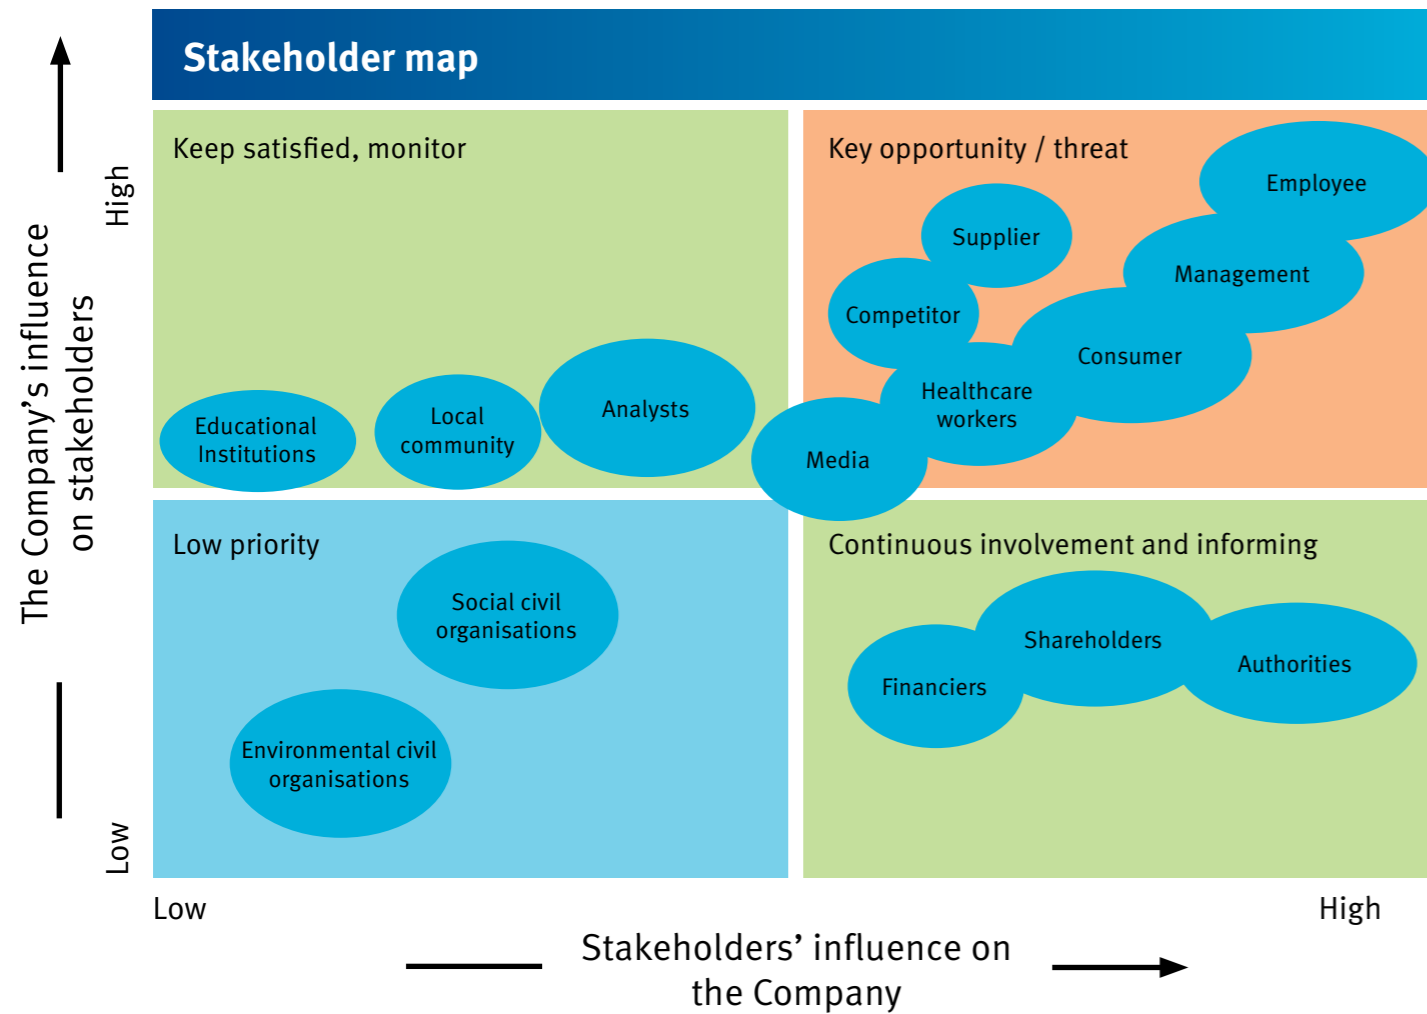 Stakeholder map
The Company’s influence
on stakeholders
High
Low
Keep satisfied, monitor
Educational
Institutions
Local
community
Analysts
Key opportunity / threat
Employee
Supplier
Management
Competitor
Consumer
Healthcare
workers
Media
Low priority
Social civil
organisations
Environmental civil
organisations
Continuous involvement and informing
Shareholders
Authorities
Financiers
Low
High
Stakeholders’ influence on
the Company